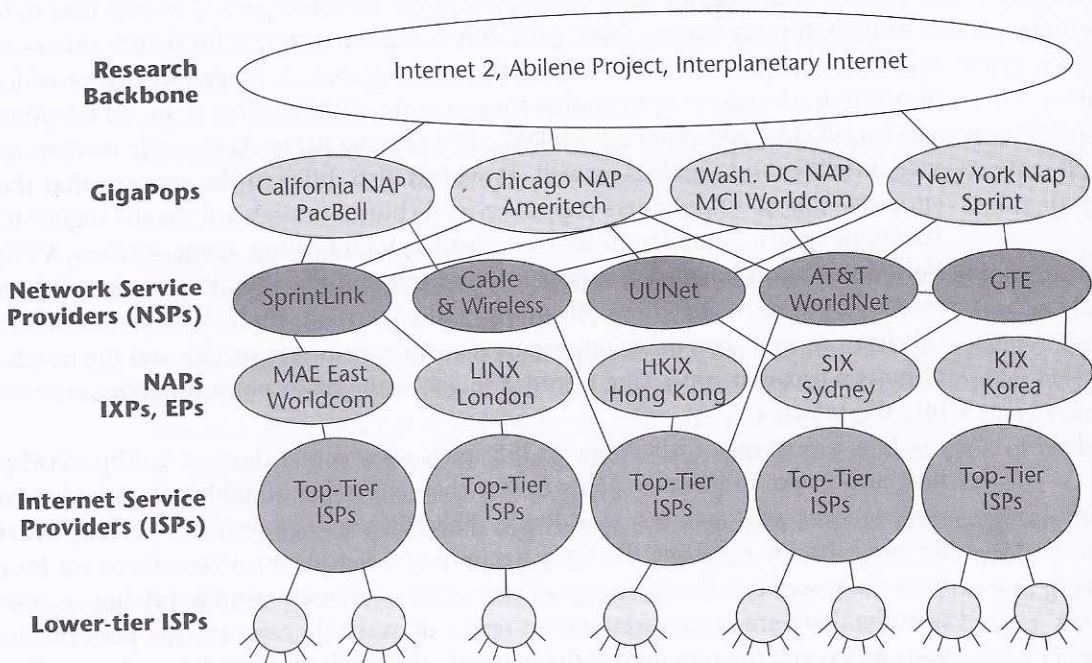 Research
Backbone
Internet 2, Abilene Project, Interplanetary Internet
GigaPops
California NAP
PacBell
Chicago NAP
Ameritech
Wash. DC NAP
MCI Worldcom
New York Nap
Sprint
Network Service
Providers (NSPs)
SprintLink
Cable
& Wireless
UUNet
AT&T
WorldNet
GTE
NAPs
IXPs, EPs
MAE East
Worldcom
LINX
London
HKIX
Hong Kong
SIX
Sydney
KIX
Korea
Internet Service
Providers (ISPs)
Top-Tier
ISPs
Top-Tier
ISPs
Top-Tier
ISPs
Top-Tier
ISPs
Top-Tier
ISPs
Lower-tier ISPs